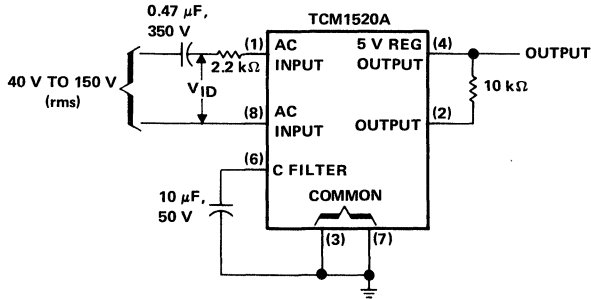 0.47 μF,
350 V
TCM1520A
(1)
AC
INPUT
5 V REG
OUTPUT
(4)
OUTPUT
2.2 kΩ
40 V TO 150 V
(rms)
VID
10 kΩ
(8)
AC
INPUT
OUTPUT
(2)
(6)
C FILTER
10 μF,
50 V
COMMON
(3)
(7)